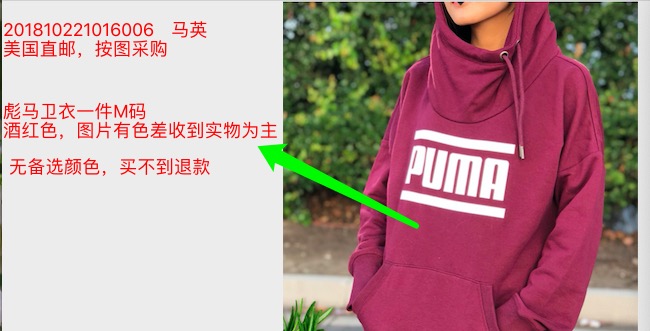 201810221016006 马英
美国直邮，按图采购
彪马卫衣一件M码
酒红色，图片有色差收到实物为主
无备选颜色，买不到退款
PUMA